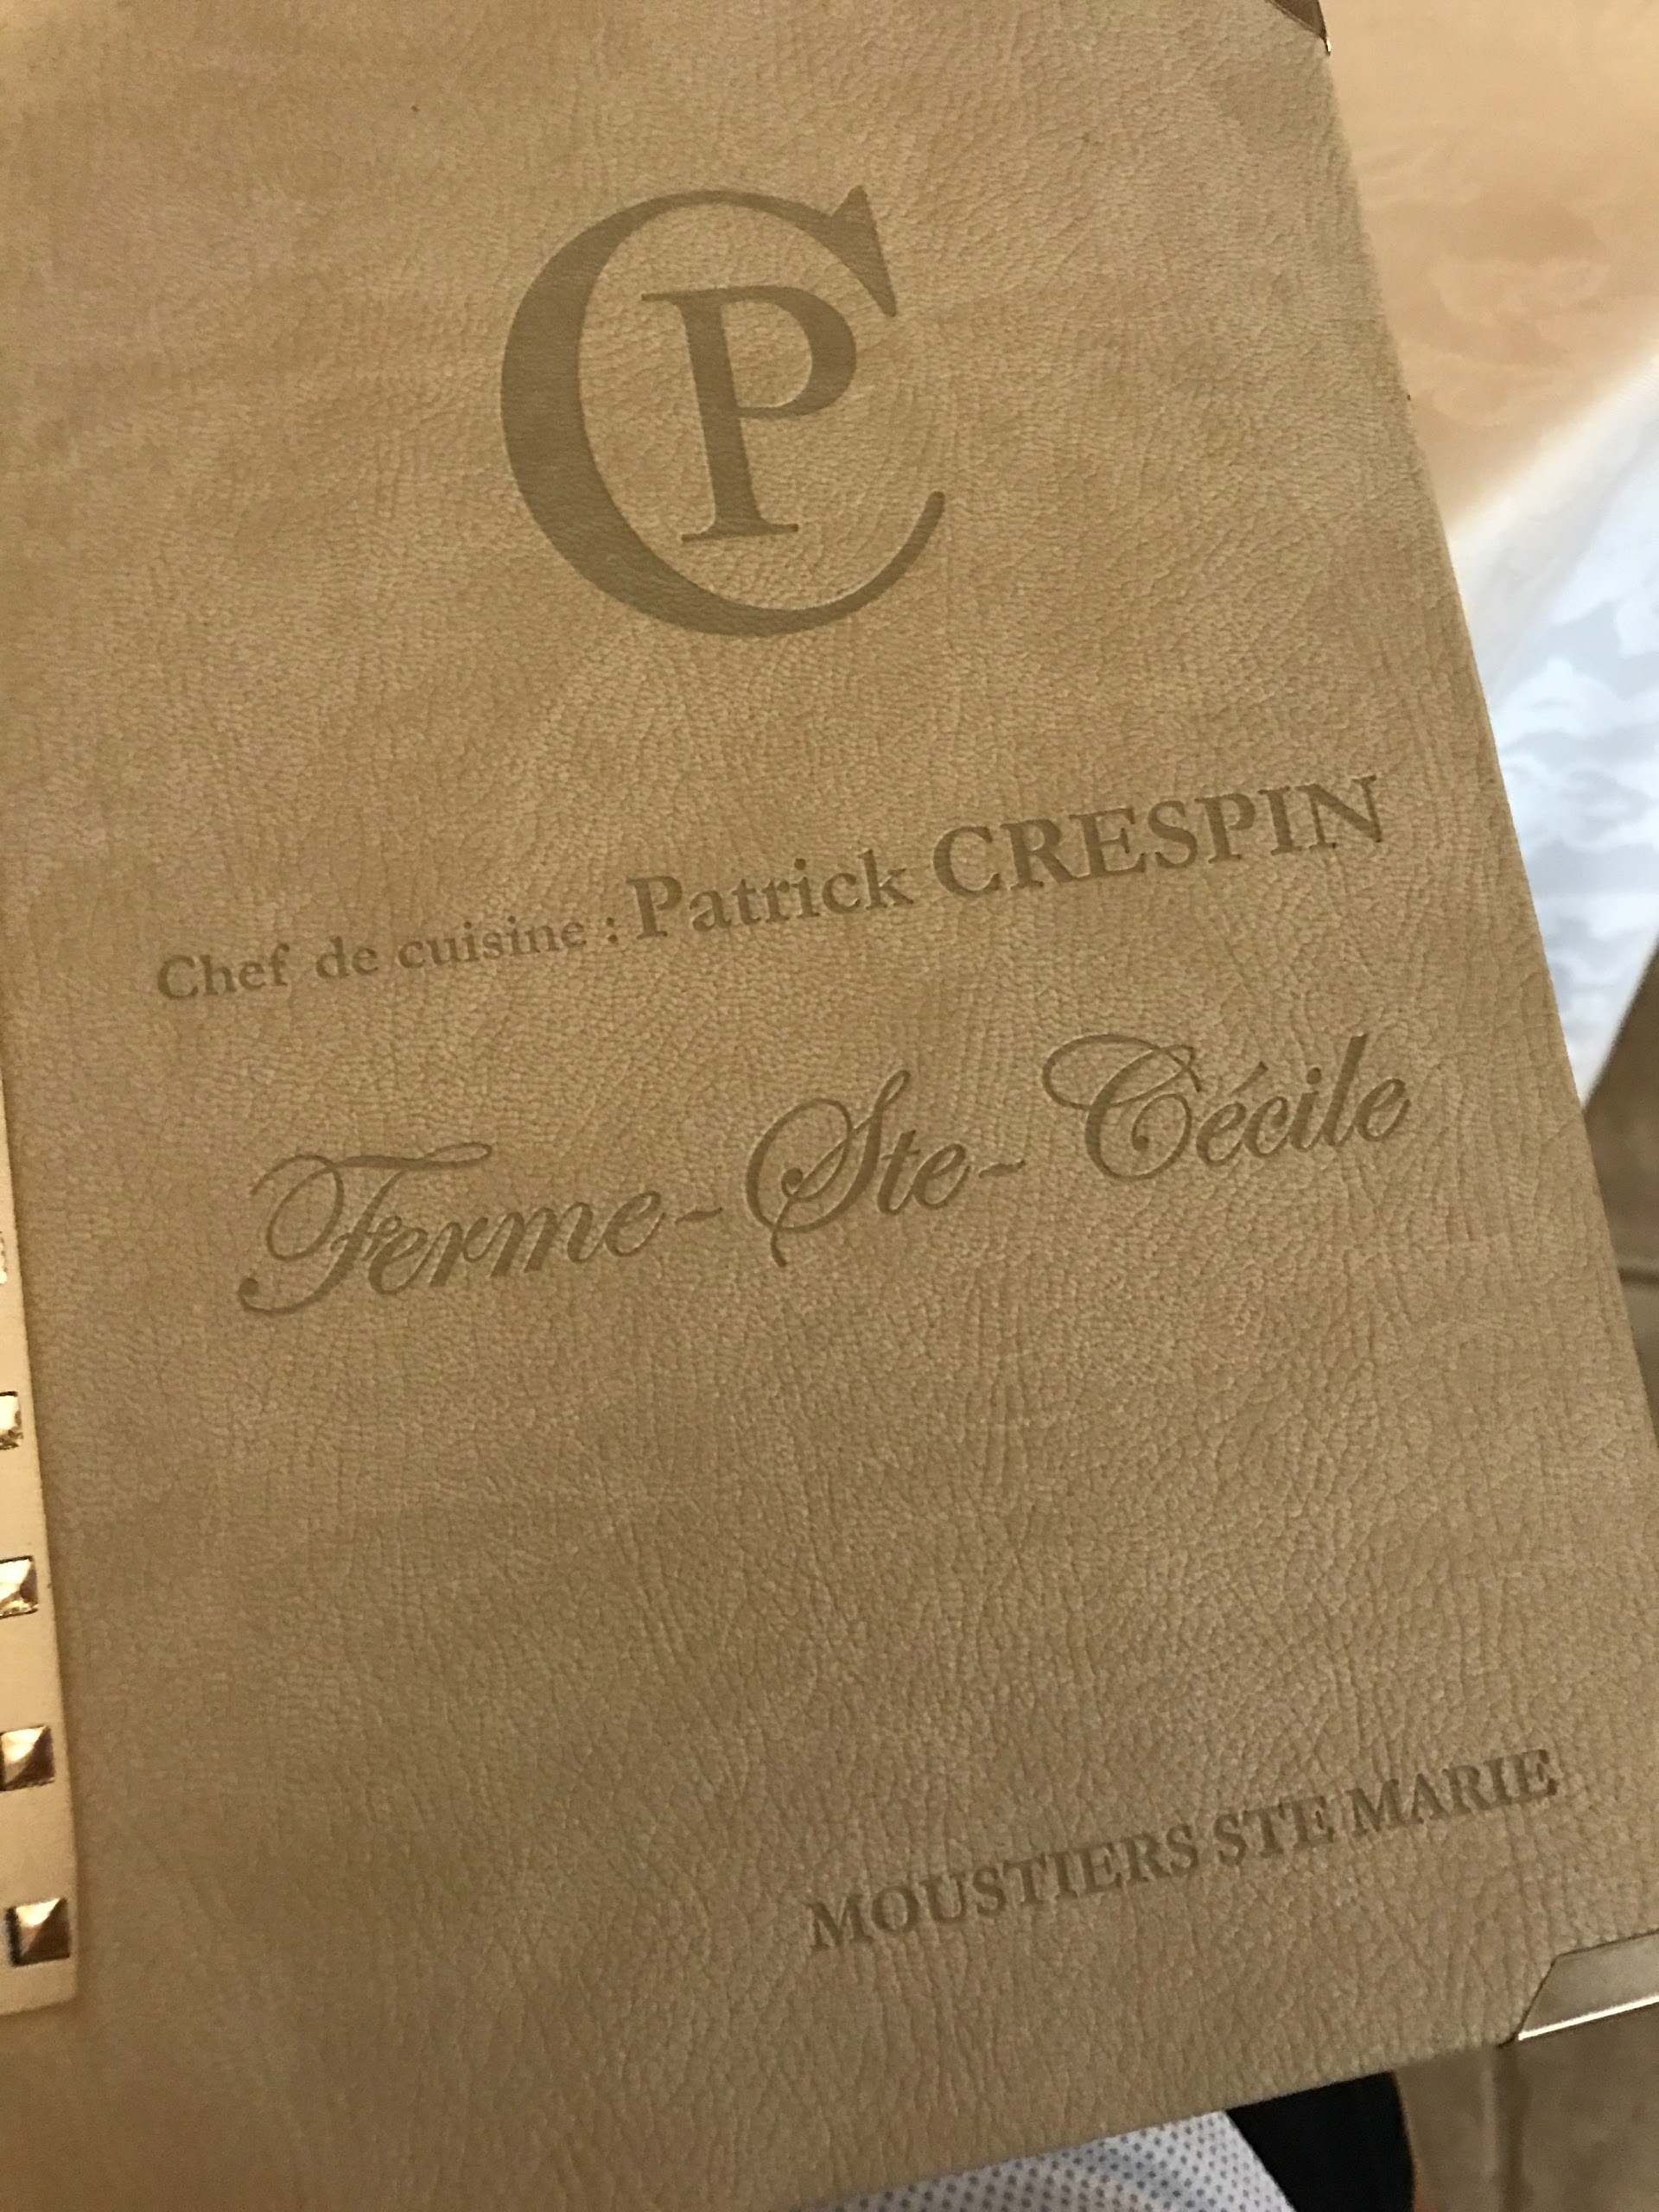 CP
Chef de cuisine : Patrick CRESPIN
Ferme-Ste-Cécile
MOUSTIERS STE MARIE